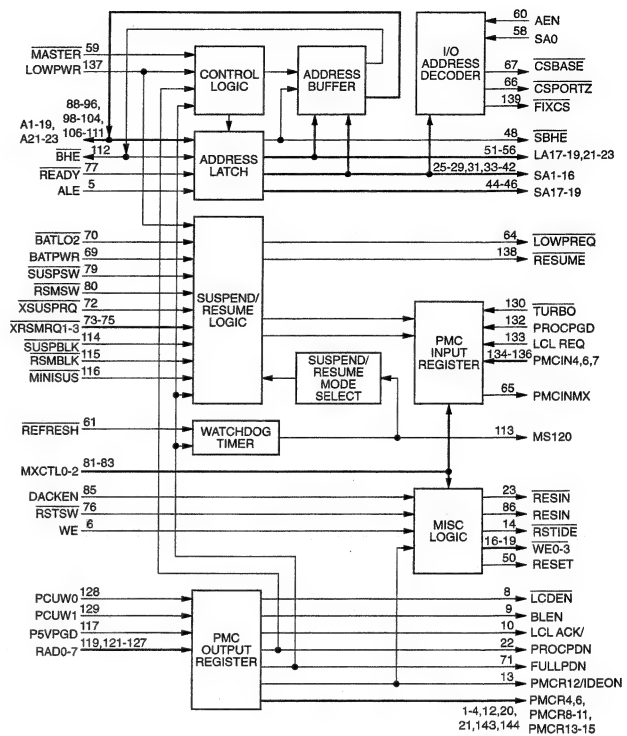 60 AEN
58 SA0
I/O ADDRESS DECODER
67 CSBASE
66 CSPORTZ
139 FIXCS
MASTER 59
LOWPWR 137
CONTROL LOGIC
ADDRESS BUFFER
88-96,
98-104,
106-111
A1-19,
A21-23
BHE 112
READY 77
ALE 5
ADDRESS LATCH
48 SBHE
51-56 LA17-19,21-23
25-29,31,33-42 SA1-16
44-46 SA17-19
BATLO2 70
BATPWR 69
SUSPSW 79
RSMSW 80
XSUSPRQ 72
XRSMRQ1-3 73-75
SUSPBLK 114
RSMBLK 115
MINISUS 116
SUSPEND/
RESUME
LOGIC
64 LOWPREQ
138 RESUME
SUSPEND/
RESUME
MODE
SELECT
PMC
INPUT
REGISTER
130 TURBO
132 PROCPGD
133 LCL REQ
134-136 PMCIN4,6,7
65 PMCINMX
REFRESH 61
WATCHDOG
TIMER
113 MS120
MXCTL0-2 81-83
DACKEN 85
RSTSW 76
WE 6
MISC
LOGIC
23 RESIN
86 RESIN
14 RSTIDE
16-19 WE0-3
50 RESET
PCUW0 128
PCUW1 129
P5VPGD 117
RAD0-7 119,121-127
PMC
OUTPUT
REGISTER
8 LCDEN
9 BLEN
10 LCL ACK/
22 PROCPDN
71 FULLPDN
13 PMCR12/IDEON
1-4,12,20,
21,143,144
PMCR4,6,
PMCR8-11,
PMCR13-15